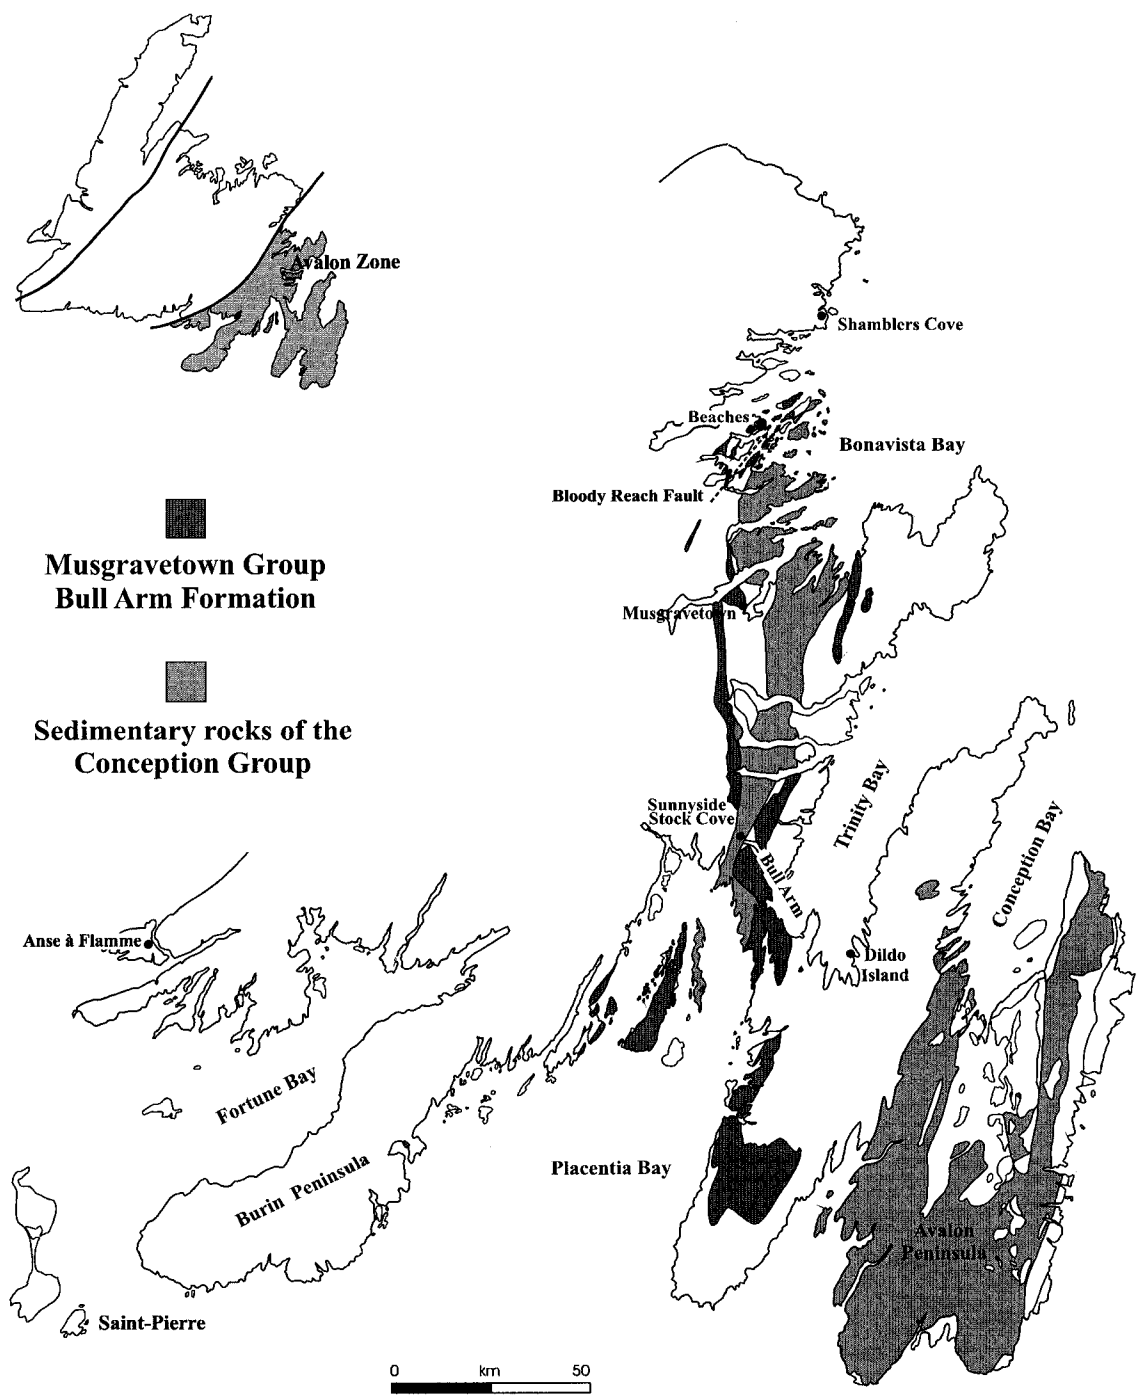 Avalon Zone
Shamblers Cove
Beaches
Bonavista Bay
Bloody Reach Fault
Musgravetown Group
Bull Arm Formation
Musgravetown
Sedimentary rocks of the
Conception Group
Sunnyside
Stock Cove
Trinity Bay
Bull Arm
Conception Bay
Anse à Flamme
Dildo
Island
Fortune Bay
Placentia Bay
Burin Peninsula
Avalon
Peninsula
Saint-Pierre
0 km 50